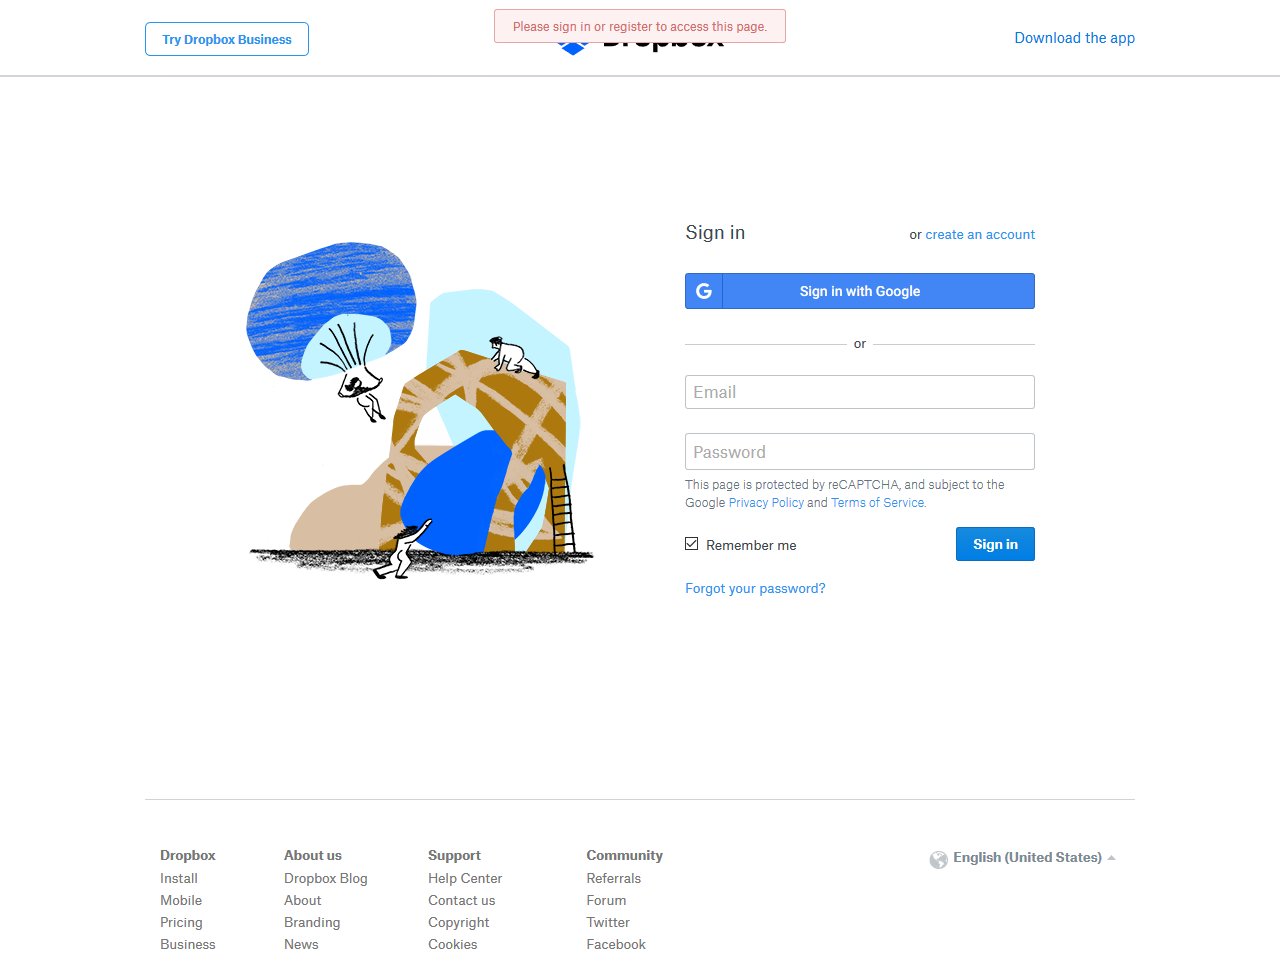 Please sign in or register to access this page.
Try Dropbox Business
Dropbox
Download the app
Sign in
or create an account
Sign in with Google
or
Email
Password
This page is protected by reCAPTCHA, and subject to the
Google Privacy Policy and Terms of Service.
Remember me
Sign in
Forgot your password?
Dropbox
Install
Mobile
Pricing
Business
About us
Dropbox Blog
About
Branding
News
Support
Help Center
Contact us
Copyright
Cookies
Community
Referrals
Forum
Twitter
Facebook
English (United States)